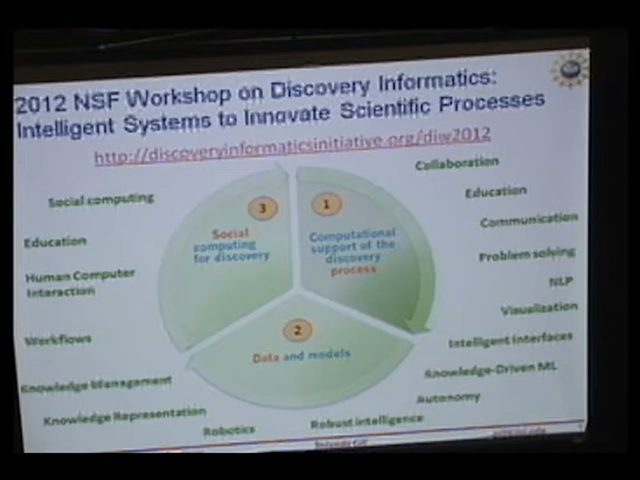 2012 NSF Workshop on Discovery Informatics:
Intelligent Systems to Innovate Scientific Processes
http://discoveryinformaticsinitiative.org/diw2012
Collaboration
Social computing
Education
3
1
Communication
Social
computing
for discovery
Computational
support of the
discovery
process
Education
Problem solving
Human Computer
Interaction
NLP
Visualization
Workflows
2
Data and models
Intelligent Interfaces
Knowledge-Driven ML
Knowledge Management
Autonomy
Knowledge Representation
Robotics
Robust intelligence